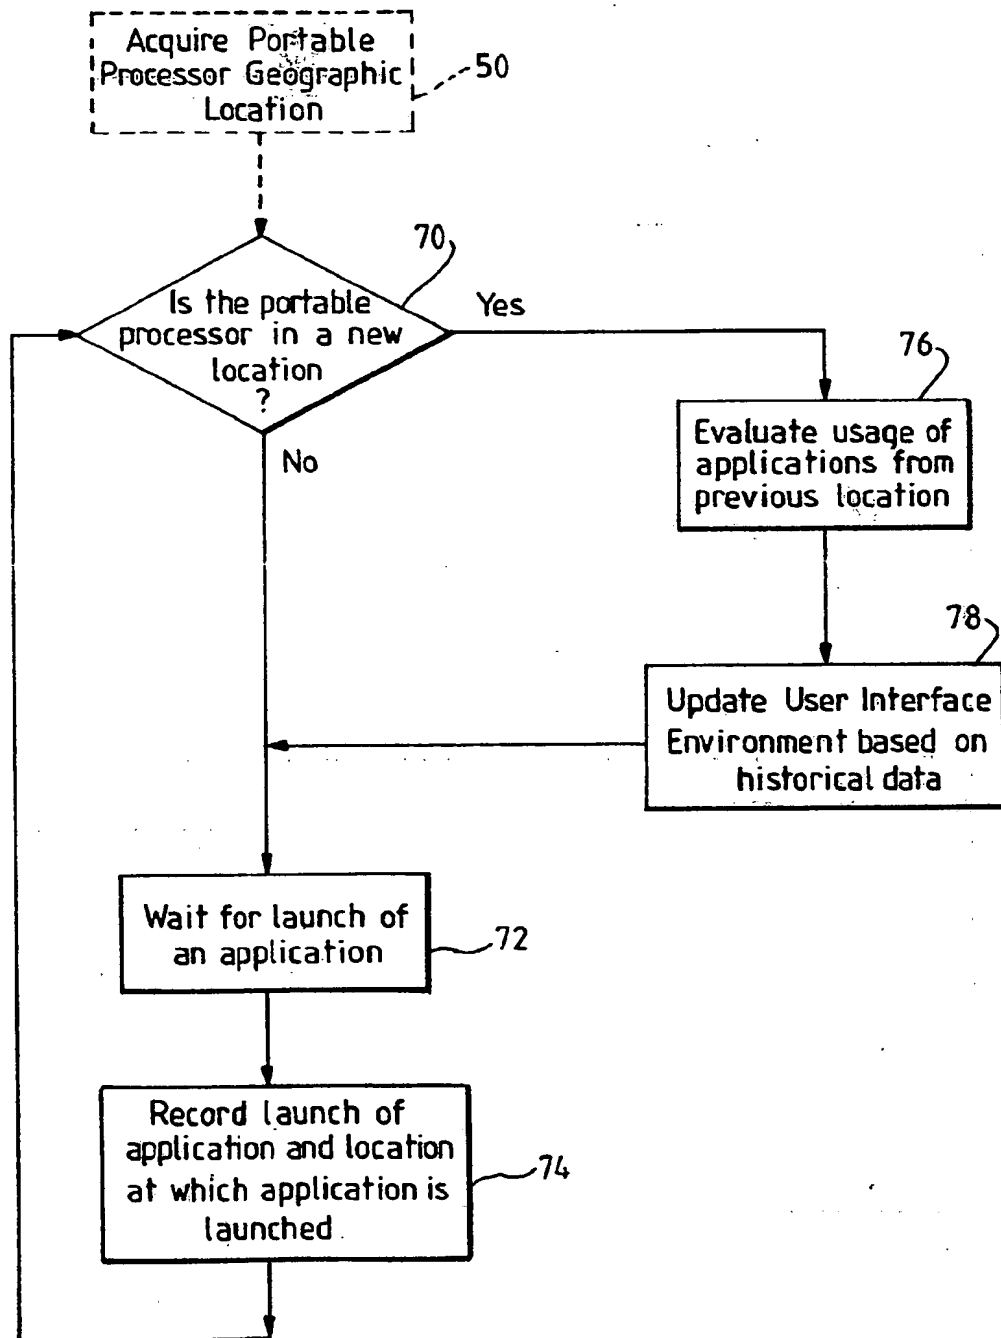 Acquire Portable
Processor Geographic
Location
50
70
Is the portable
processor in a new
location
?
Yes
No
76
Evaluate usage of
applications from
previous location
78
Update User Interface
Environment based on
historical data
Wait for launch of
an application
72
Record launch of
application and location
at which application is
launched
74